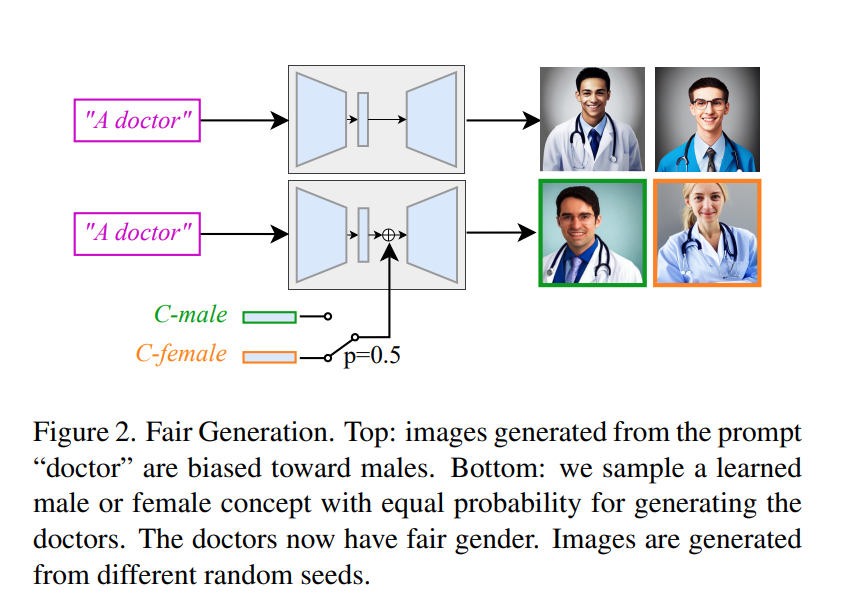 "A doctor"
"A doctor"
C-male
C-female
p=0.5
Figure 2. Fair Generation. Top: images generated from the prompt
“doctor” are biased toward males. Bottom: we sample a learned
male or female concept with equal probability for generating the
doctors. The doctors now have fair gender. Images are generated
from different random seeds.